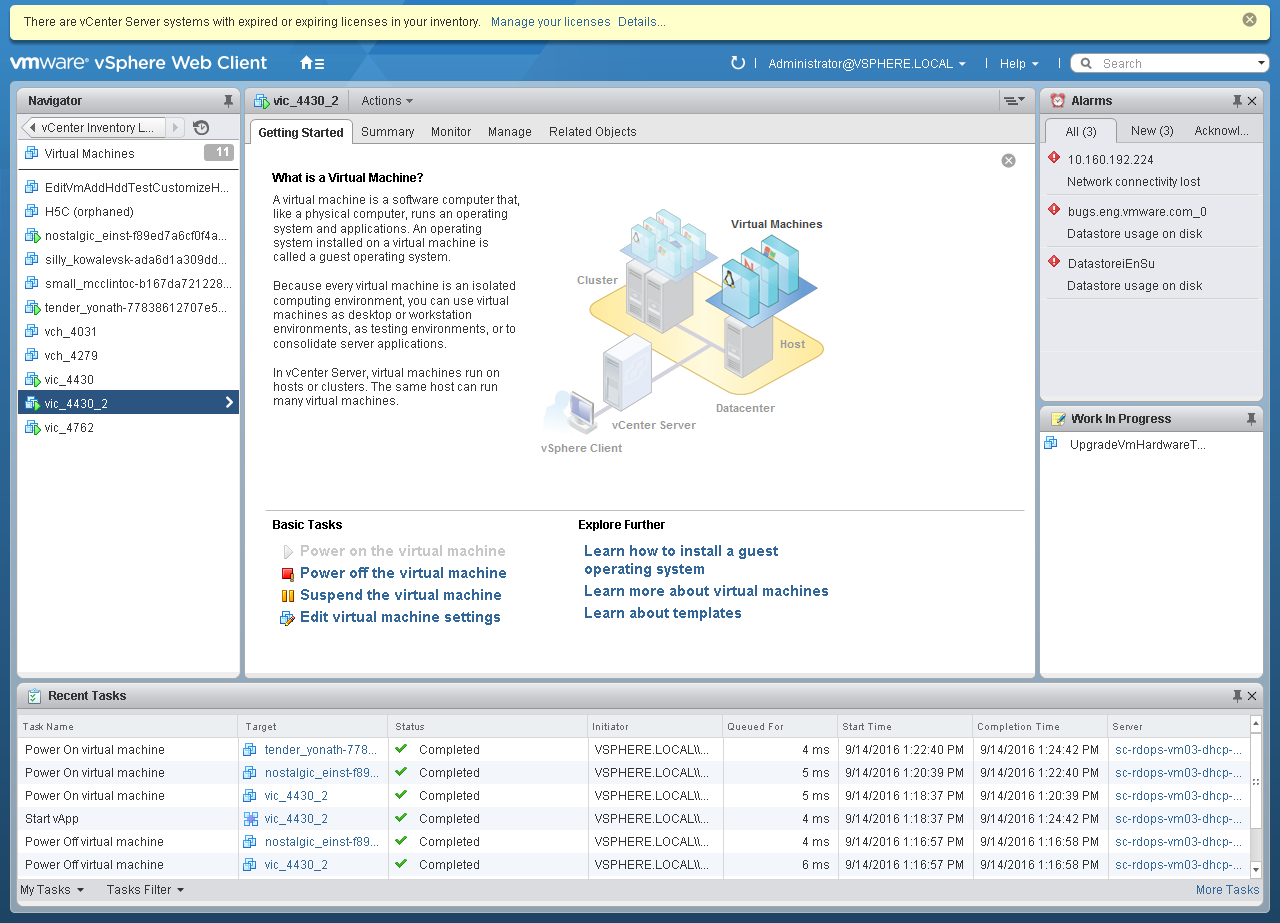 There are vCenter Server systems with expired or expiring licenses in your inventory. Manage your licenses Details...
vmware® vSphere Web Client
Administrator@VSPHERE.LOCAL
Help
Search
Navigator
vCenter Inventory L...
Virtual Machines 11
EditVmAddHddTestCustomizeH...
H5C (orphaned)
nostalgic_einst-f89ed7a6cf0f4a...
silly_kowalevsk-ada6d1a309dd...
small_mcclintoc-b167da721228...
tender_yonath-77838612707e5...
vch_4031
vch_4279
vic_4430
vic_4430_2
vic_4762
vic_4430_2 Actions
Getting Started Summary Monitor Manage Related Objects
What is a Virtual Machine?
A virtual machine is a software computer that,
like a physical computer, runs an operating
system and applications. An operating
system installed on a virtual machine is
called a guest operating system.
Because every virtual machine is an isolated
computing environment, you can use virtual
machines as desktop or workstation
environments, as testing environments, or to
consolidate server applications.
In vCenter Server, virtual machines run on
hosts or clusters. The same host can run
many virtual machines.
Virtual Machines
Cluster
Host
Datacenter
vCenter Server
vSphere Client
Basic Tasks
Power on the virtual machine
Power off the virtual machine
Suspend the virtual machine
Edit virtual machine settings
Explore Further
Learn how to install a guest
operating system
Learn more about virtual machines
Learn about templates
Alarms
All (3) New (3) Acknowl...
10.160.192.224
Network connectivity lost
bugs.eng.vmware.com_0
Datastore usage on disk
DatastoreiEnSu
Datastore usage on disk
Work In Progress
UpgradeVmHardwareT...
Recent Tasks
Task Name Target Status Initiator Queued For Start Time Completion Time Server
Power On virtual machine tender_yonath-778... Completed VSPHERE.LOCAL\\... 4 ms 9/14/2016 1:22:40 PM 9/14/2016 1:24:42 PM sc-rdops-vm03-dhcp-...
Power On virtual machine nostalgic_einst-f89... Completed VSPHERE.LOCAL\\... 5 ms 9/14/2016 1:20:39 PM 9/14/2016 1:22:40 PM sc-rdops-vm03-dhcp-...
Power On virtual machine vic_4430_2 Completed VSPHERE.LOCAL\\... 5 ms 9/14/2016 1:18:37 PM 9/14/2016 1:20:39 PM sc-rdops-vm03-dhcp-...
Start vApp vic_4430_2 Completed VSPHERE.LOCAL\\... 4 ms 9/14/2016 1:18:37 PM 9/14/2016 1:24:42 PM sc-rdops-vm03-dhcp-...
Power Off virtual machine nostalgic_einst-f89... Completed VSPHERE.LOCAL\\... 4 ms 9/14/2016 1:16:57 PM 9/14/2016 1:16:58 PM sc-rdops-vm03-dhcp-...
Power Off virtual machine vic_4430_2 Completed VSPHERE.LOCAL\\... 6 ms 9/14/2016 1:16:57 PM 9/14/2016 1:16:58 PM sc-rdops-vm03-dhcp-...
My Tasks Tasks Filter More Tasks